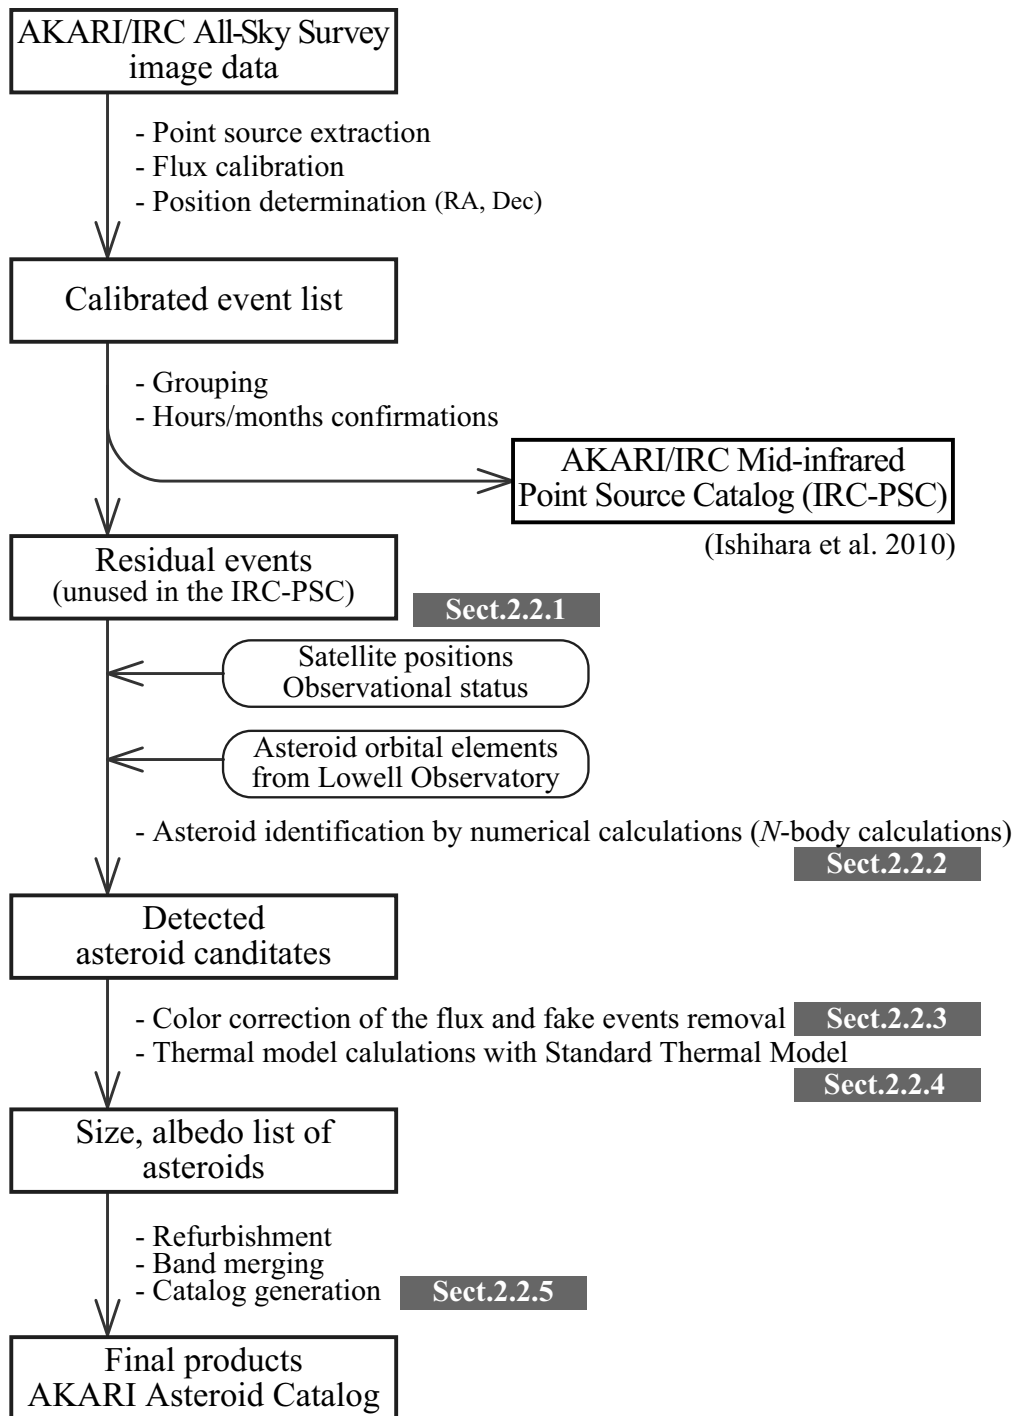 AKARI/IRC All-Sky Survey
image data
- Point source extraction
- Flux calibration
- Position determination (RA, Dec)
Calibrated event list
- Grouping
- Hours/months confirmations
AKARI/IRC Mid-infrared
Point Source Catalog (IRC-PSC)
(Ishihara et al. 2010)
Residual events
(unused in the IRC-PSC)
Sect.2.2.1
Satellite positions
Observational status
Asteroid orbital elements
from Lowell Observatory
- Asteroid identification by numerical calculations (N-body calculations)
Sect.2.2.2
Detected
asteroid canditates
- Color correction of the flux and fake events removal Sect.2.2.3
- Thermal model calulations with Standard Thermal Model
Sect.2.2.4
Size, albedo list of
asteroids
- Refurbishment
- Band merging
- Catalog generation Sect.2.2.5
Final products
AKARI Asteroid Catalog